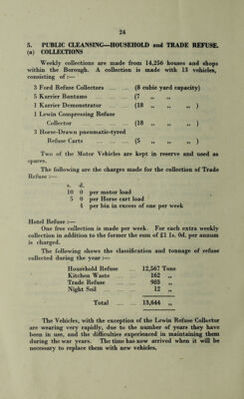 24
5. PUBLIC CLEANSING—HOUSEHOLD and TRADE REFUSE.
(a) COLLECTIONS
Weekly collections are made from 14,256 houses and shops
within the Borough. A collection is made with 13 vehicles,
consisting of :—
3 Ford Refuse Collectors (8 cubic yard capacity)
5 Karrier Bantams (7 „ „ „ )
1 Karrier Demonstrator (18 „ „ „ )
1 Lewin Compressing Refuse
Collector (18 „ „ „ )
3 Horse-Drawn pneumatic-tyred
Refuse Carts (5 „ „ „ )
Two of the Motor Vehicles are kept in reserve and used as
spares.
The following are the charges made for the collection of Trade
Refuse :—
s. d.
10 0 per motor load
5 0 per Horse cart load
4 per bin in excess of one per week
Hotel Refuse :—
One free collection is made per week. For each extra weekly
collection in addition to the former the sum of £1 1s. 0d. per annum
is charged.
The following shows the classification and tonnage of refuse
collected during the year :—
Household Refuse ... 12,567 Tons
Kitchen Waste 162 „
Trade Refuse 903 „
Night Soil 12 „
Total 13,644 „
The Vehicles, with the exception of the Lewin Refuse Collector
are wearing very rapidly, due to the number of years they have
been in use, and the difficulties experienced in maintaining them
during the war years. The time has now arrived when it will be
necessary to replace them with new vehicles.